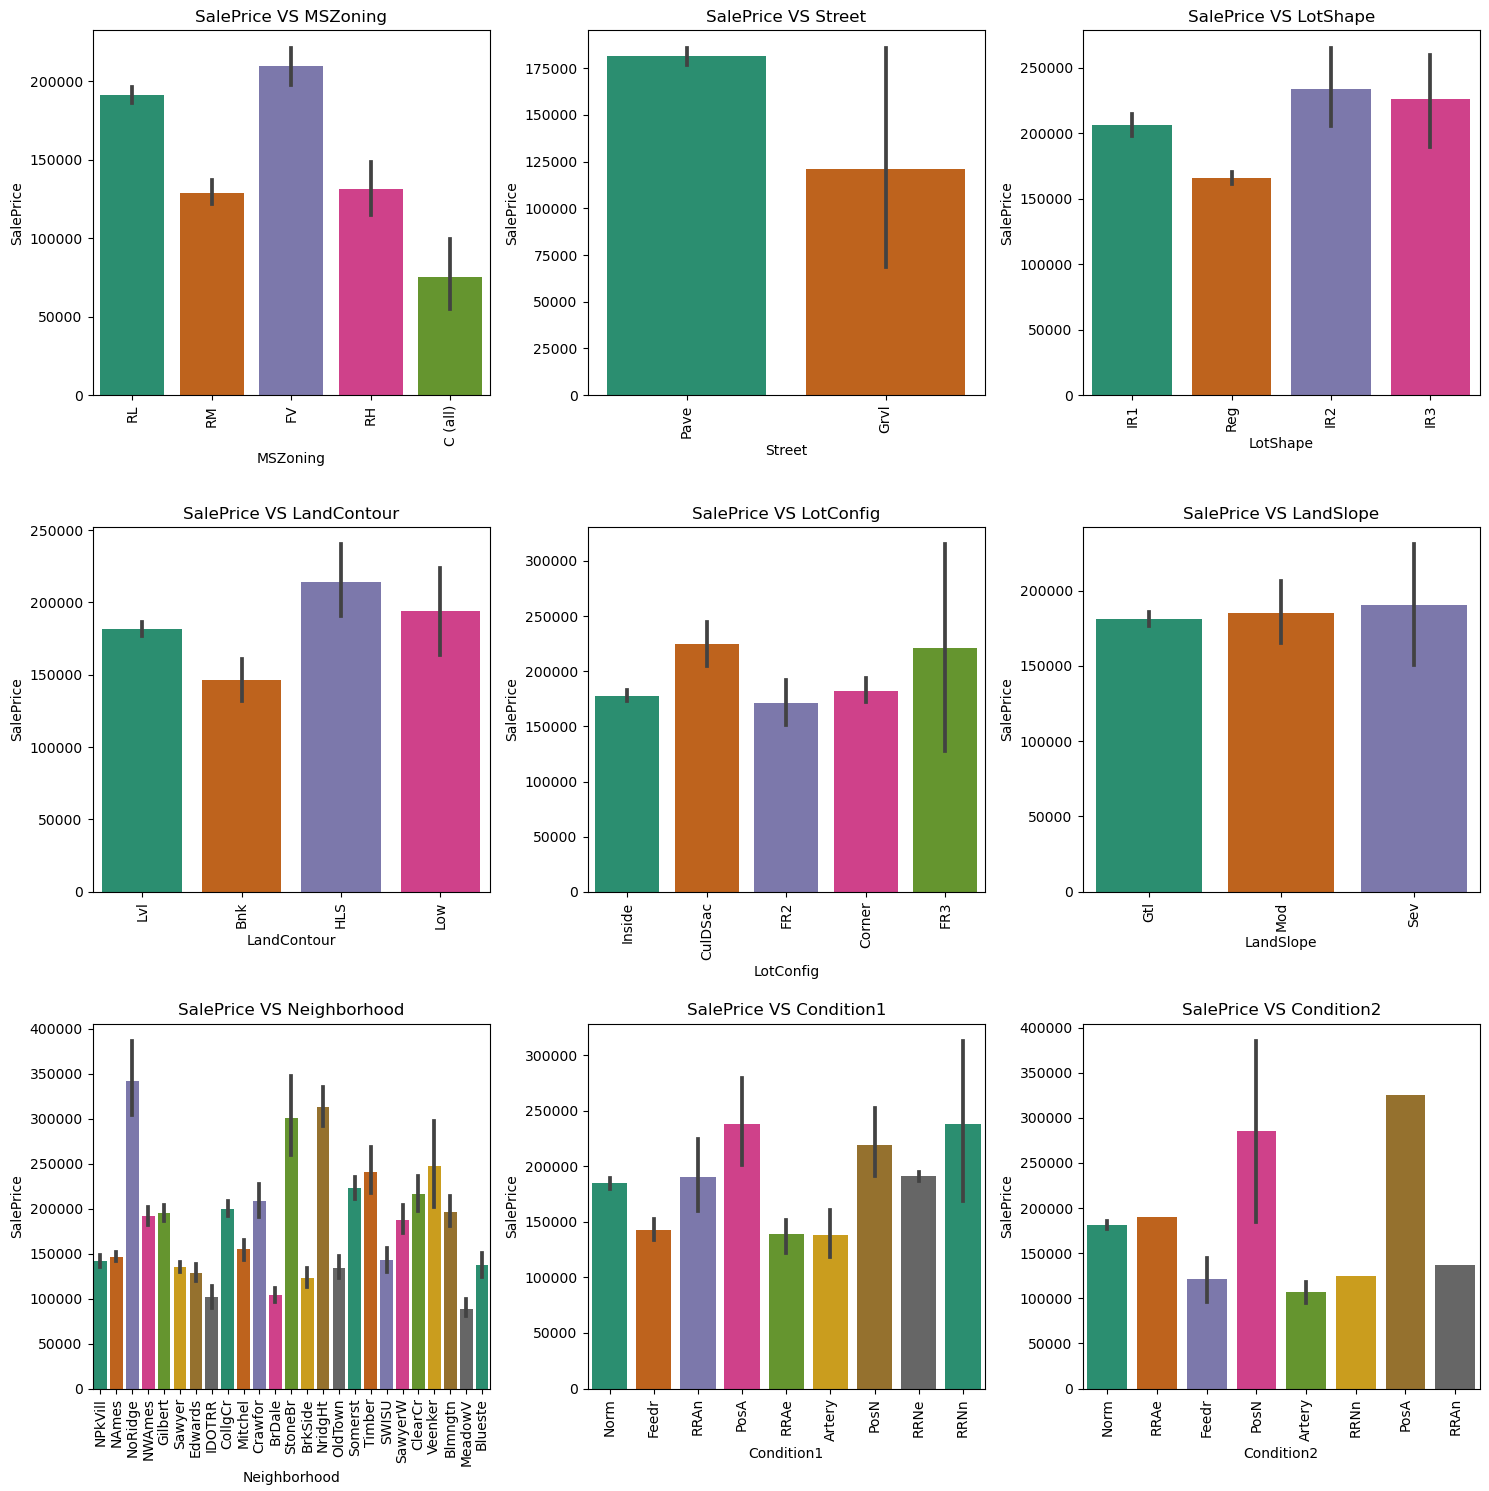 SalePrice VS MSZoning
SalePrice
200000
150000
100000
50000
0
RL
RM
FV
RH
C (all)
MSZoning
SalePrice VS Street
SalePrice
175000
150000
125000
100000
75000
50000
25000
0
Pave
Grvl
Street
SalePrice VS LotShape
SalePrice
250000
200000
150000
100000
50000
0
IR1
Reg
IR2
IR3
LotShape
SalePrice VS LandContour
SalePrice
250000
200000
150000
100000
50000
0
Lvl
Bnk
HLS
Low
LandContour
SalePrice VS LotConfig
SalePrice
300000
250000
200000
150000
100000
50000
0
Inside
CulDSac
FR2
Corner
FR3
LotConfig
SalePrice VS LandSlope
SalePrice
200000
150000
100000
50000
0
Gtl
Mod
Sev
LandSlope
SalePrice VS Neighborhood
SalePrice
400000
350000
300000
250000
200000
150000
100000
50000
0
NPkVill
NAmes
NoRidge
NWAmes
Gilbert
Sawyer
Edwards
IDOTRR
CollgCr
Mitchel
Crawfor
BrDale
StoneBr
BrkSide
NridgHt
OldTown
Somerst
Timber
SWISU
SawyerW
ClearCr
Veenker
Blmngtn
MeadowV
Blueste
Neighborhood
SalePrice VS Condition1
SalePrice
300000
250000
200000
150000
100000
50000
0
Norm
Feedr
RRAn
PosA
RRAe
Artery
PosN
RRNe
RRNn
Condition1
SalePrice VS Condition2
SalePrice
400000
350000
300000
250000
200000
150000
100000
50000
0
Norm
RRAe
Feedr
PosN
Artery
RRNn
PosA
RRAn
Condition2